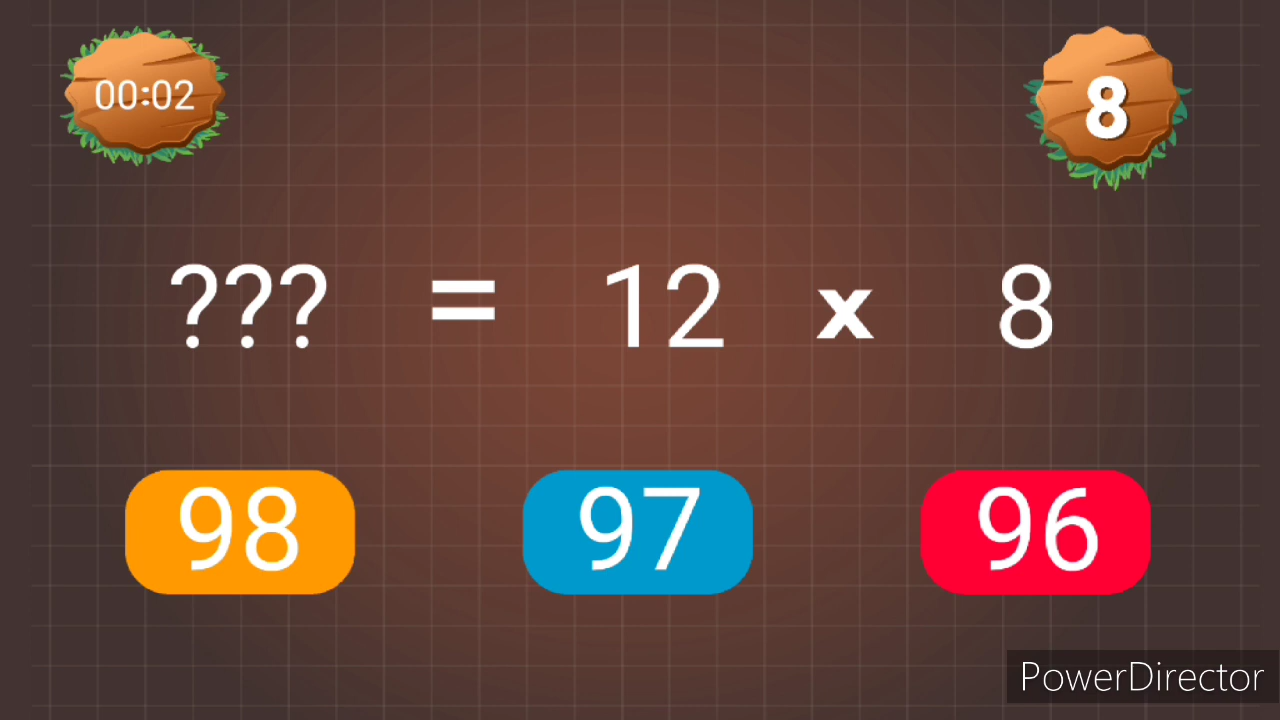 00:02
8
??? = 12 x 8
98 97 96
PowerDirector